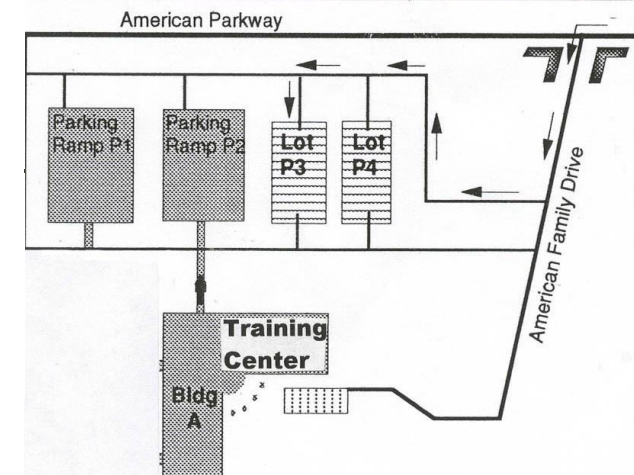 American Parkway
Parking
Ramp P1
Parking
Ramp P2
Lot
P3
Lot
P4
American Family Drive
Training
Center
Bldg
A